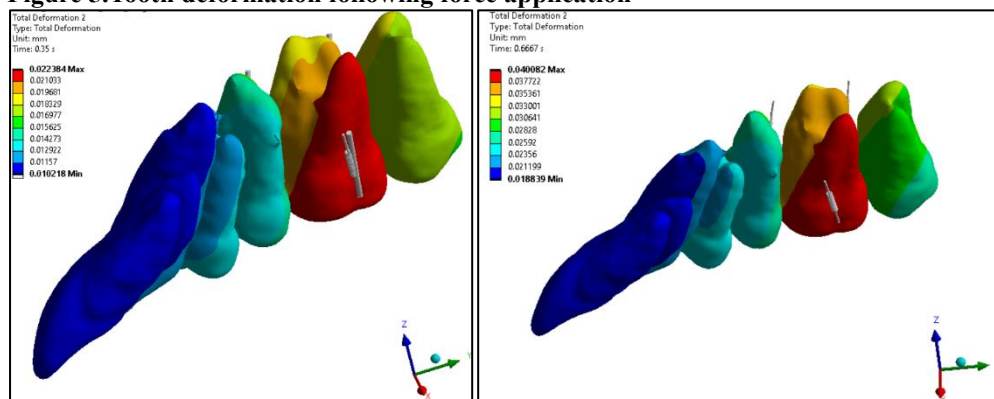 Figure 3.Tooth deformation following force application
Total Deformation 2
Type: Total Deformation
Unit: mm
Time: 0.35 s
0.022384 Max
0.021033
0.019681
0.018329
0.016977
0.015625
0.014273
0.012922
0.01157
0.010218 Min
Z
Y
X
Total Deformation 2
Type: Total Deformation
Unit: mm
Time: 0.6667 s
0.040082 Max
0.037722
0.035361
0.033001
0.030641
0.02828
0.02592
0.02356
0.021199
0.018839 Min
Z